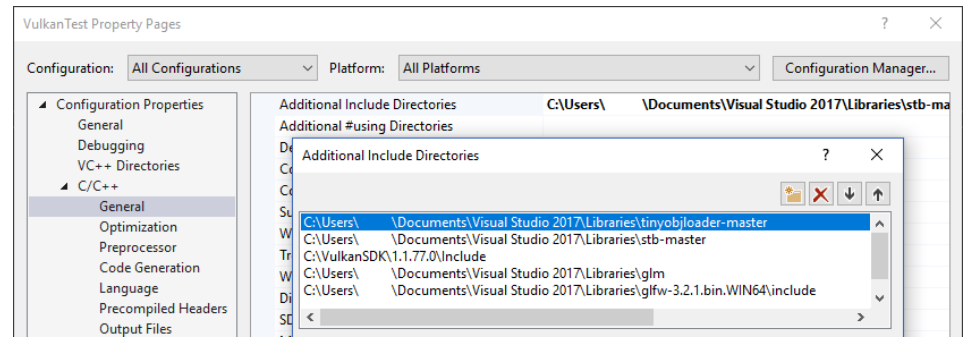 VulkanTest Property Pages ? ×
Configuration: All Configurations Platform: All Platforms Configuration Manager...
Configuration Properties
General
Debugging
VC++ Directories
C/C++
General
Optimization
Preprocessor
Code Generation
Language
Precompiled Headers
Output Files
Additional Include Directories C:\Users\ \Documents\Visual Studio 2017\Libraries\stb-ma
Additional #using Directories
De
Co
Co
Su
W
Tr
W
Di
SD
Additional Include Directories ? ×
C:\Users\ \Documents\Visual Studio 2017\Libraries\tinyobjloader-master
C:\Users\ \Documents\Visual Studio 2017\Libraries\stb-master
C:\VulkanSDK\1.1.77.0\Include
C:\Users\ \Documents\Visual Studio 2017\Libraries\glm
C:\Users\ \Documents\Visual Studio 2017\Libraries\glfw-3.2.1.bin.WIN64\include